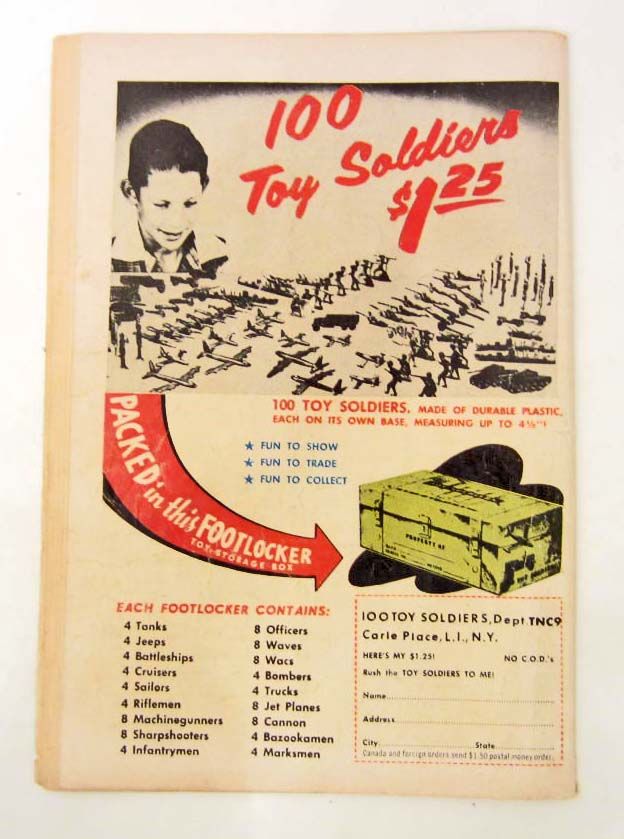 100
Toy Soldiers
$1.25
100 TOY SOLDIERS, MADE OF DURABLE PLASTIC,
EACH ON ITS OWN BASE, MEASURING UP TO 4½"!
★ FUN TO SHOW
★ FUN TO TRADE
★ FUN TO COLLECT
PACKED in this FOOTLOCKER
TOY STORAGE BOX
PROPERTY OF
EACH FOOTLOCKER CONTAINS:
4 Tanks
4 Jeeps
4 Battleships
4 Cruisers
4 Sailors
4 Riflemen
8 Machinegunners
8 Sharpshooters
4 Infantrymen
8 Officers
8 Waves
8 Wacs
4 Bombers
4 Trucks
8 Jet Planes
8 Cannon
4 Bazookamen
4 Marksmen
100 TOY SOLDIERS, Dept. TNC9
Carle Place, L.I., N.Y.
HERE'S MY $1.25! NO C.O.D.'s
Rush the TOY SOLDIERS TO ME!
Name
Address
City State
Canada and foreign orders send $1.50 postal money order.